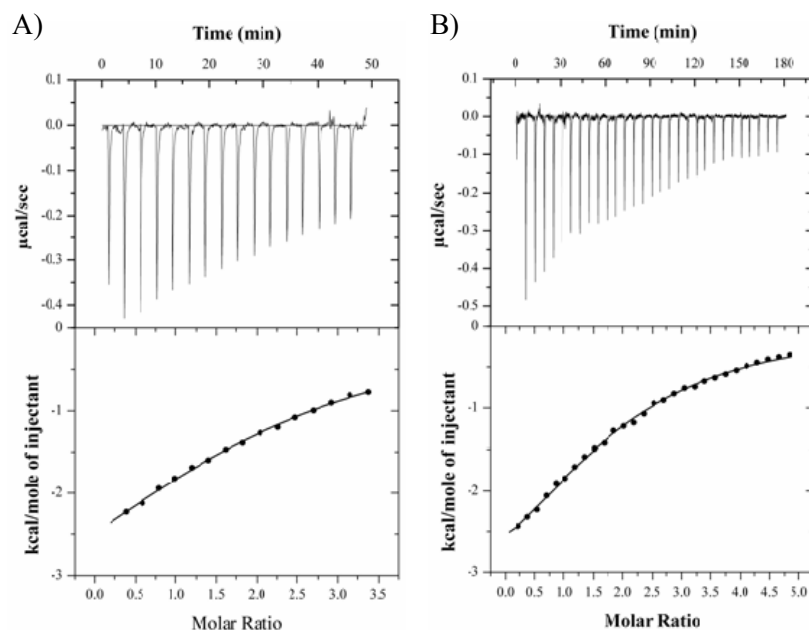 A)
Time (min)
0 10 20 30 40 50
0.1
0.0
-0.1
-0.2
-0.3
-0.4
0
µcal/sec
-1
-2
-3
kcal/mole of injectant
0.0 0.5 1.0 1.5 2.0 2.5 3.0 3.5
Molar Ratio
B)
Time (min)
0 30 60 90 120 150 180
0.1
0.0
-0.1
-0.2
-0.3
-0.4
-0.5
0
µcal/sec
-1
-2
-3
kcal/mole of injectant
0.0 0.5 1.0 1.5 2.0 2.5 3.0 3.5 4.0 4.5 5.0
Molar Ratio